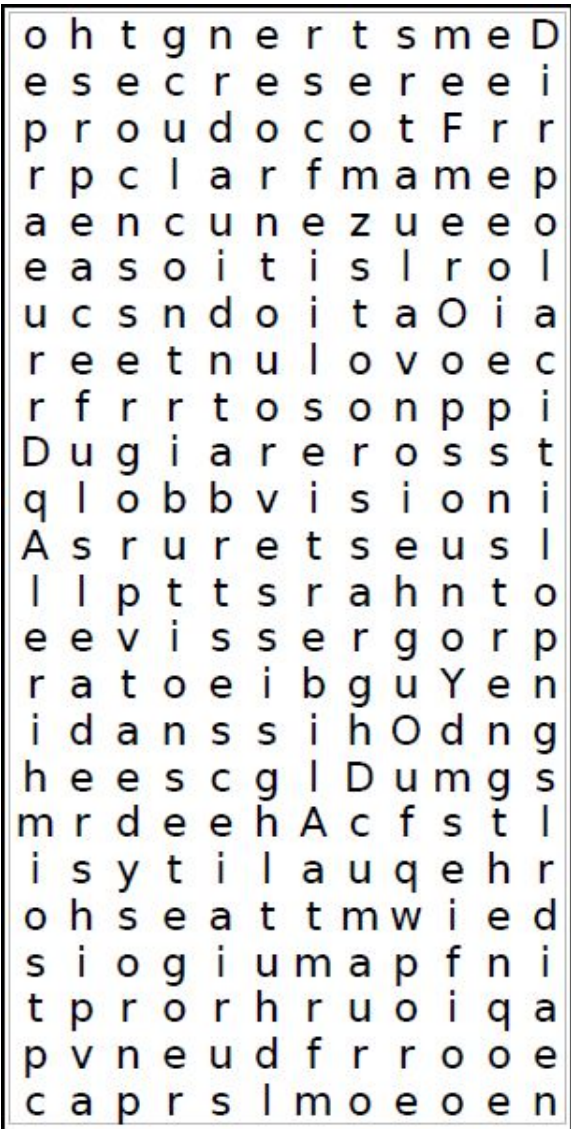 o h t g n e r t s m e D
e s e c r e s e r e e i
p r o u d o c o t F r r
r p c l a r f m a m e p
a e n c u n e z u e e o
e a s o i t i s l r o l
u c s n d o i t a O i a
r e e t n u l o v o e c
r f r r t o s o n p p i
D u g i a r e r o s s t
q l o b b v i s i o n i
A s r u r e t s e u s l
l l p t t s r a h n t o
e e v i s s e r g o r p
r a t o e i b g u Y e n
i d a n s s i h O d n g
h e e s c g l D u m g s
m r d e e h A c f s t l
i s y t i l a u q e h r
o h s e a t t m w i e d
s i o g i u m a p f n i
t p r o r h r u o i q a
p v n e u d f r r o o e
c a p r s l m o e o e n